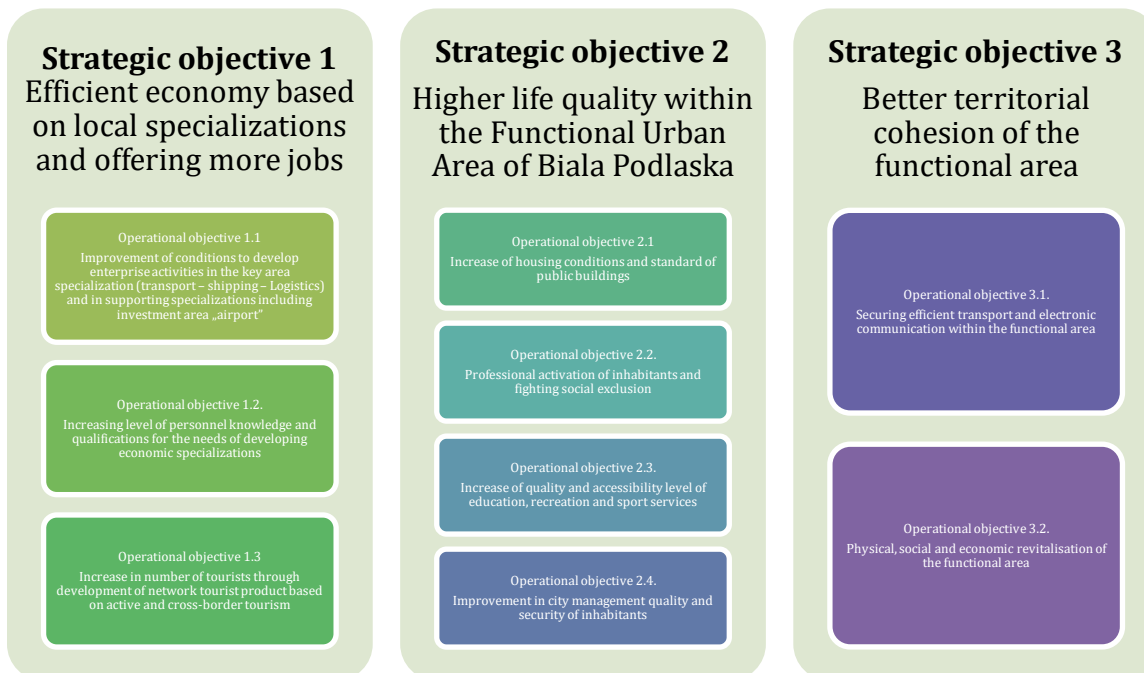 Strategic objective 1
Efficient economy based
on local specializations
and offering more jobs
Operational objective 1.1
Improvement of conditions to develop
enterprise activities in the key area
specialization (transport – shipping – Logistics)
and in supporting specializations including
investment area „airport”
Operational objective 1.2.
Increasing level of personnel knowledge and
qualifications for the needs of developing
economic specializations
Operational objective 1.3
Increase in number of tourists through
development of network tourist product based
on active and cross-border tourism
Strategic objective 2
Higher life quality within
the Functional Urban
Area of Biala Podlaska
Operational objective 2.1
Increase of housing conditions and standard of
public buildings
Operational objective 2.2.
Professional activation of inhabitants and
fighting social exclusion
Operational objective 2.3.
Increase of quality and accessibility level of
education, recreation and sport services
Operational objective 2.4.
Improvement in city management quality and
security of inhabitants
Strategic objective 3
Better territorial
cohesion of the
functional area
Operational objective 3.1.
Securing efficient transport and electronic
communication within the functional area
Operational objective 3.2.
Physical, social and economic revitalisation of
the functional area